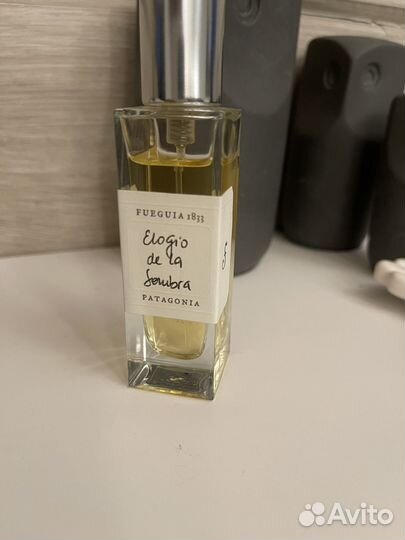 FUEGUIA 1833
Elogio
de la
Sombra
PATAGONIA
Avito